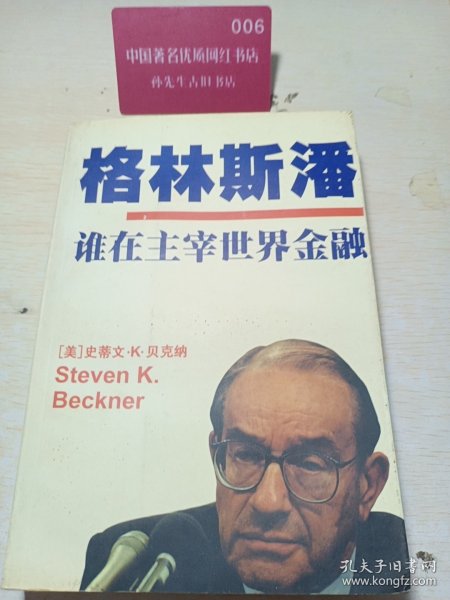 006
中国著名优质网红书店
孙先生古旧书店
格林斯潘
谁在主宰世界金融
[美]史蒂文·K·贝克纳
Steven K.
Beckner
孔夫子旧书网
www.kongfz.com